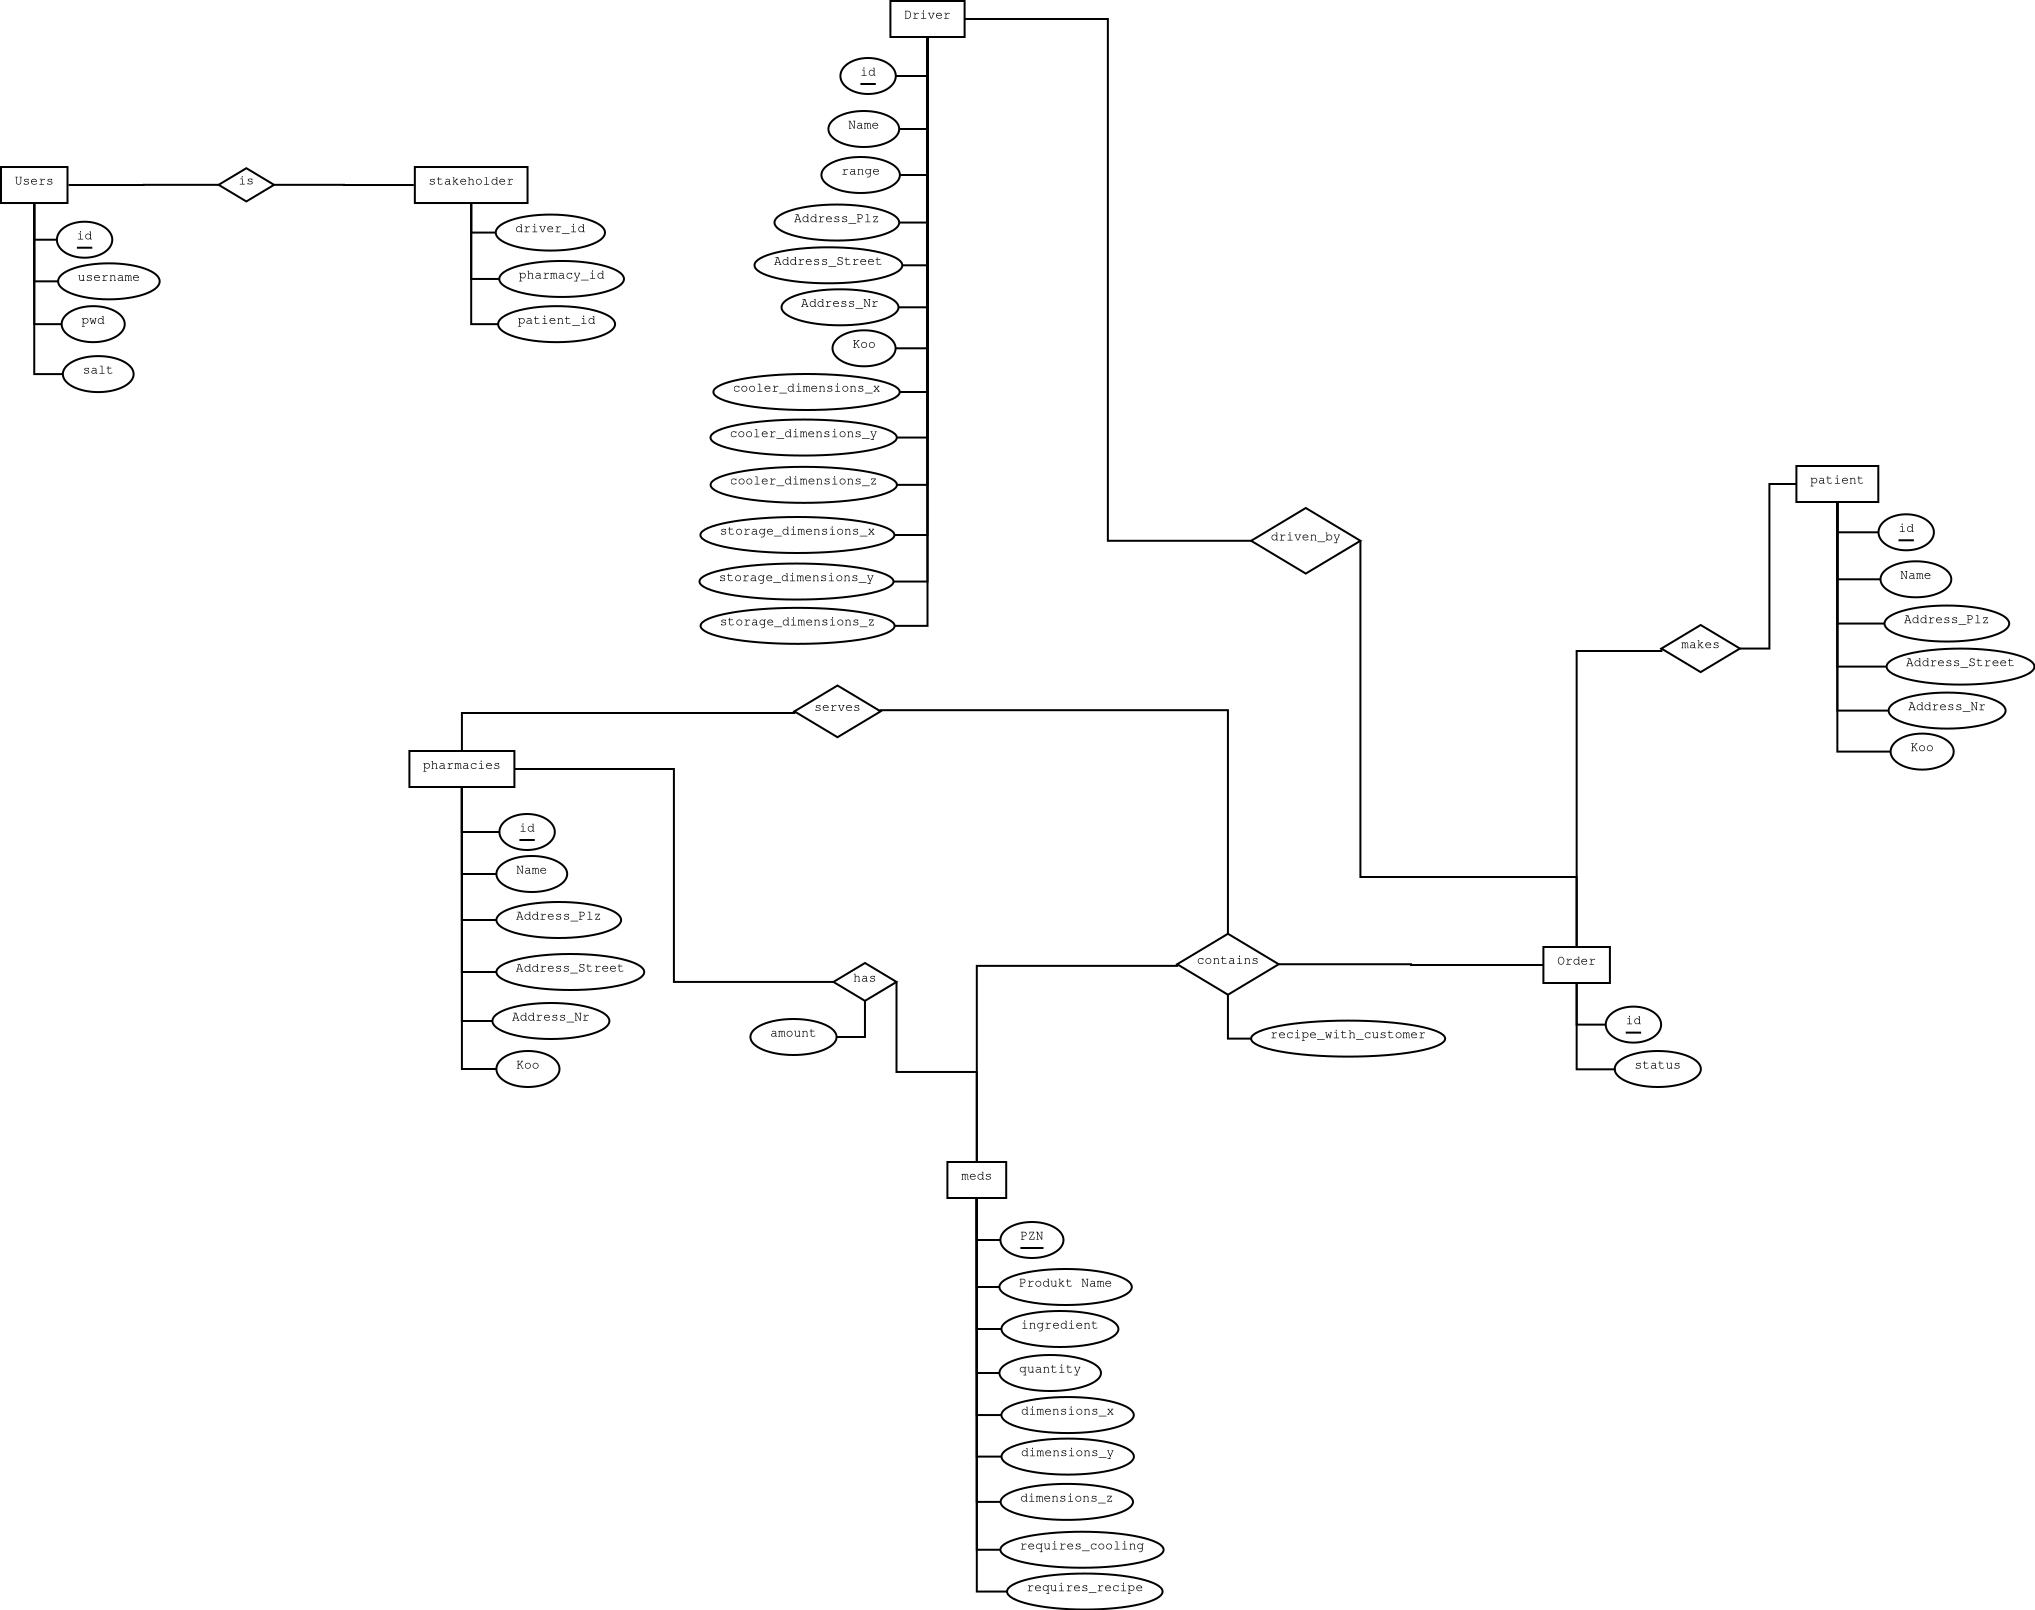 Driver
id
Name
range
Address_Plz
Address_Street
Address_Nr
Koo
cooler_dimensions_x
cooler_dimensions_y
cooler_dimensions_z
storage_dimensions_x
storage_dimensions_y
storage_dimensions_z
Users
is
stakeholder
id
username
pwd
salt
driver_id
pharmacy_id
patient_id
driven_by
patient
id
Name
Address_Plz
Address_Street
Address_Nr
Koo
makes
serves
pharmacies
id
Name
Address_Plz
Address_Street
Address_Nr
Koo
has
amount
contains
recipe_with_customer
Order
id
status
meds
PZN
Produkt Name
ingredient
quantity
dimensions_x
dimensions_y
dimensions_z
requires_cooling
requires_recipe